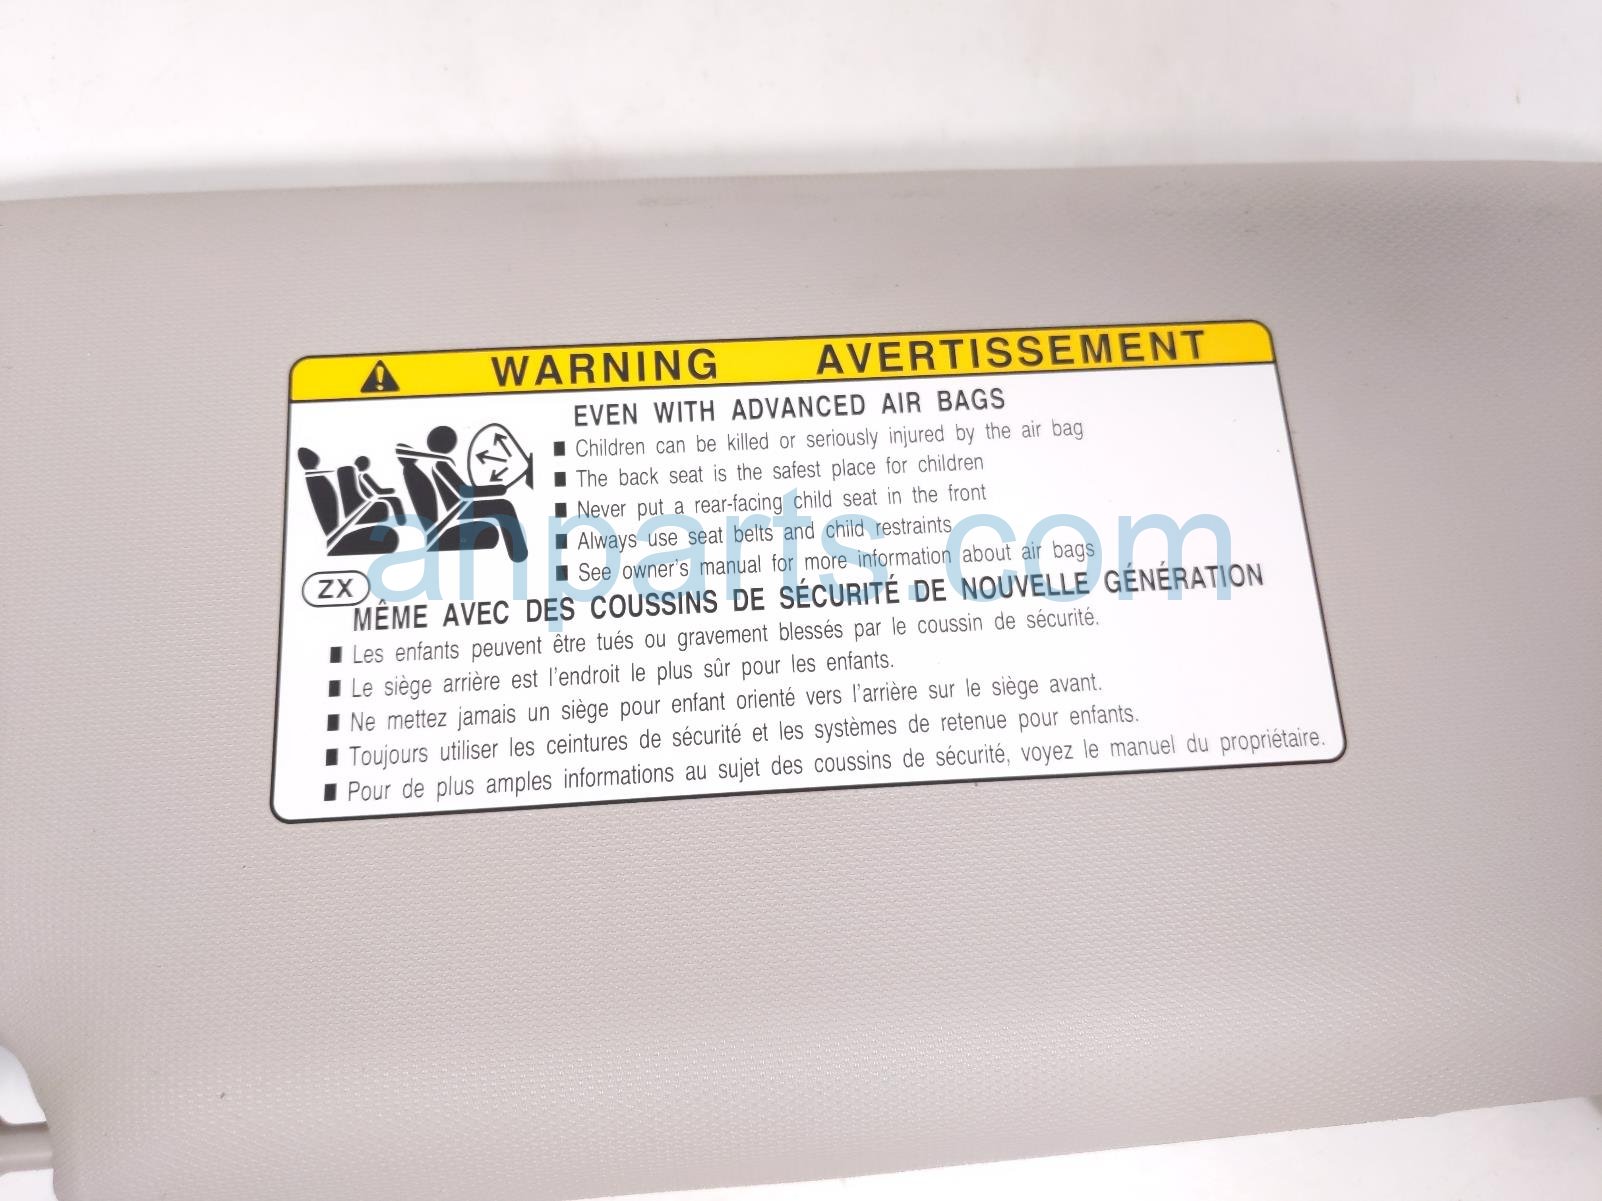 WARNING AVERTISSEMENT
EVEN WITH ADVANCED AIR BAGS
■ Children can be killed or seriously injured by the air bag
■ The back seat is the safest place for children
■ Never put a rear-facing child seat in the front
■ Always use seat belts and child restraints
■ See owner's manual for more information about air bags
ZX
MÊME AVEC DES COUSSINS DE SÉCURITÉ DE NOUVELLE GÉNÉRATION
■ Les enfants peuvent être tués ou gravement blessés par le coussin de sécurité.
■ Le siège arrière est l'endroit le plus sûr pour les enfants.
■ Ne mettez jamais un siège pour enfant orienté vers l'arrière sur le siège avant.
■ Toujours utiliser les ceintures de sécurité et les systèmes de retenue pour enfants.
■ Pour de plus amples informations au sujet des coussins de sécurité, voyez le manuel du propriétaire.
ahparts.com